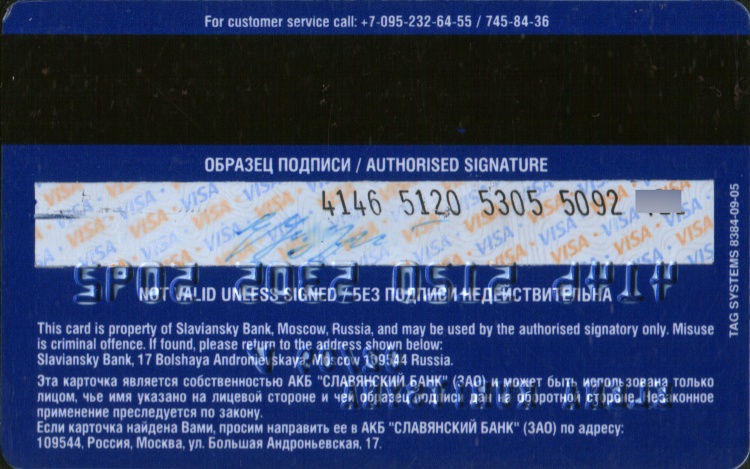 For customer service call: +7-095-232-64-55 / 745-84-36
ОБРАЗЕЦ ПОДПИСИ / AUTHORISED SIGNATURE
4146 5120 5305 5092
NOT VALID UNLESS SIGNED / БЕЗ ПОДПИСИ НЕДЕЙСТВИТЕЛЬНА
TAG SYSTEMS 8384-09-05
This card is property of Slaviansky Bank, Moscow, Russia, and may be used by the authorised signatory only. Misuse
is criminal offence. If found, please return to the address shown below:
Slaviansky Bank, 17 Bolshaya Andronievskaya, Moscow 109544 Russia.
Эта карточка является собственностью АКБ "СЛАВЯНСКИЙ БАНК" (ЗАО) и может быть использована только
лицом, чье имя указано на лицевой стороне и чей образец подписи дан на оборотной стороне. Незаконное
применение преследуется по закону.
Если карточка найдена Вами, просим направить ее в АКБ "СЛАВЯНСКИЙ БАНК" (ЗАО) по адресу:
109544, Россия, Москва, ул. Большая Андроньевская, 17.